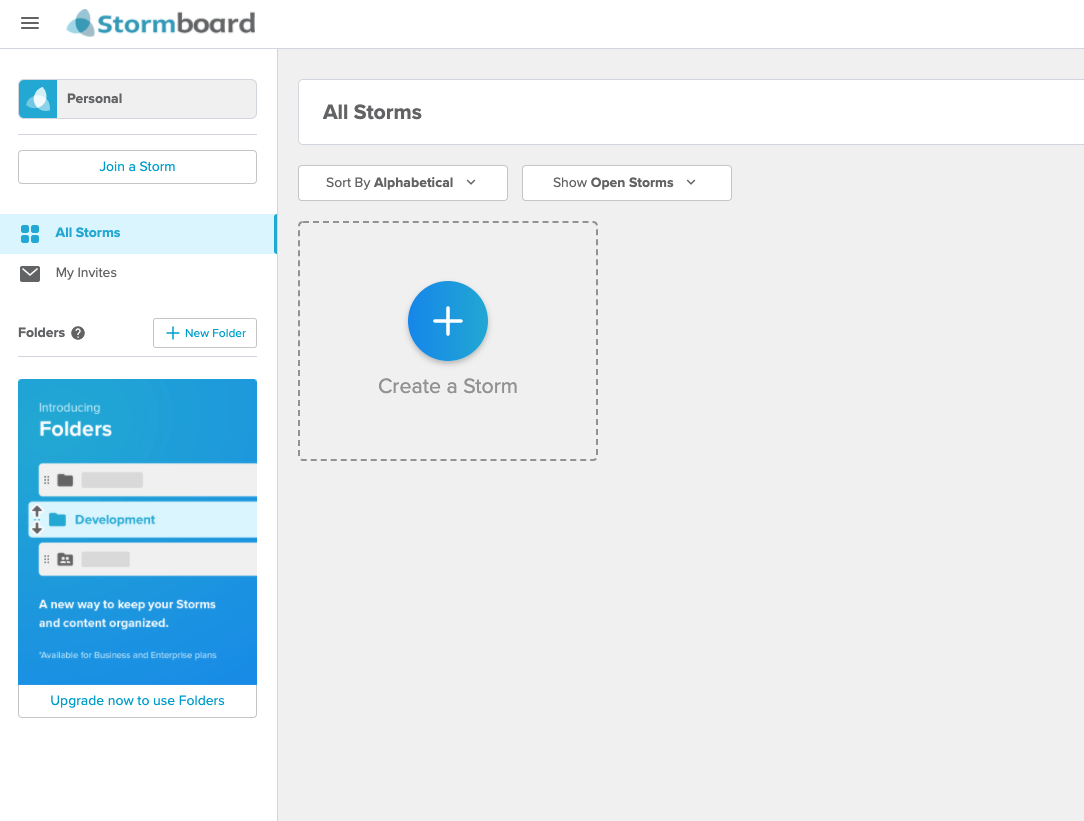 Stormboard
Personal
Join a Storm
All Storms
My Invites
Folders
New Folder
Introducing
Folders
Development
A new way to keep your Storms
and content organized.
*Available for Business and Enterprise plans
Upgrade now to use Folders
All Storms
Sort By Alphabetical
Show Open Storms
Create a Storm